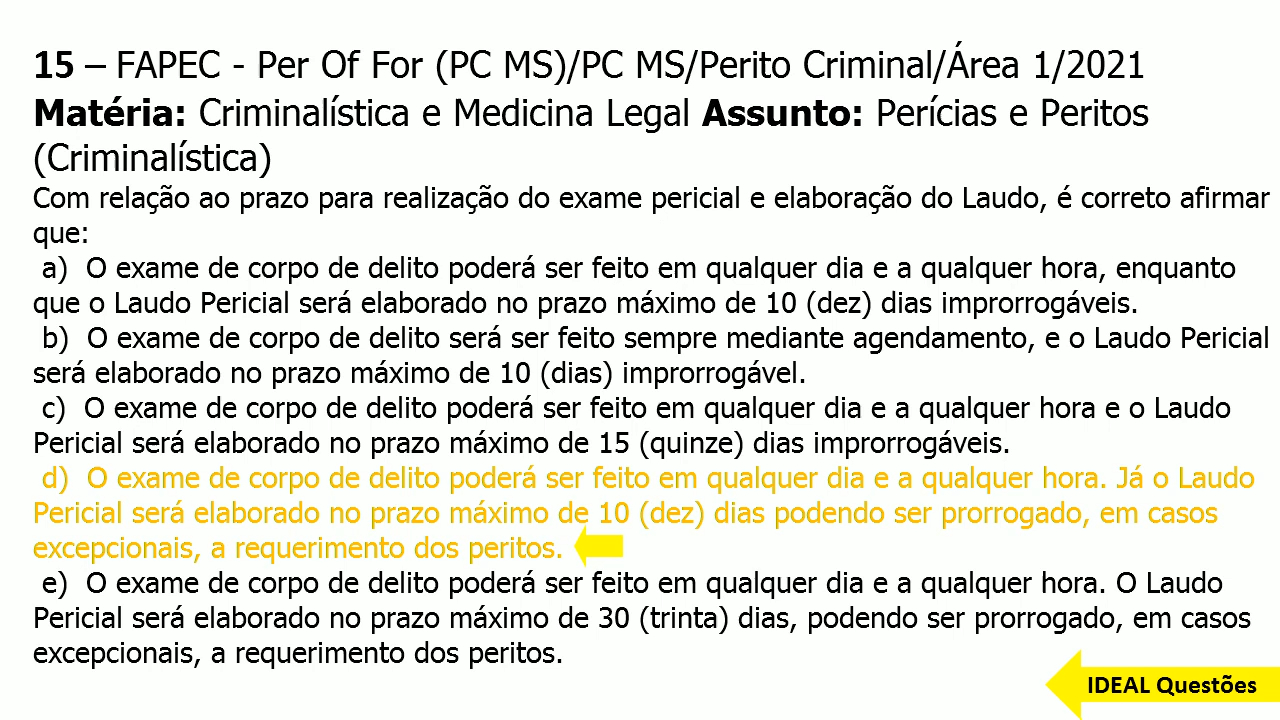 15 – FAPEC - Per Of For (PC MS)/PC MS/Perito Criminal/Área 1/2021
Matéria: Criminalística e Medicina Legal Assunto: Perícias e Peritos
(Criminalística)
Com relação ao prazo para realização do exame pericial e elaboração do Laudo, é correto afirmar
que:
a) O exame de corpo de delito poderá ser feito em qualquer dia e a qualquer hora, enquanto
que o Laudo Pericial será elaborado no prazo máximo de 10 (dez) dias improrrogáveis.
b) O exame de corpo de delito será ser feito sempre mediante agendamento, e o Laudo Pericial
será elaborado no prazo máximo de 10 (dias) improrrogável.
c) O exame de corpo de delito poderá ser feito em qualquer dia e a qualquer hora e o Laudo
Pericial será elaborado no prazo máximo de 15 (quinze) dias improrrogáveis.
d) O exame de corpo de delito poderá ser feito em qualquer dia e a qualquer hora. Já o Laudo
Pericial será elaborado no prazo máximo de 10 (dez) dias podendo ser prorrogado, em casos
excepcionais, a requerimento dos peritos.
e) O exame de corpo de delito poderá ser feito em qualquer dia e a qualquer hora. O Laudo
Pericial será elaborado no prazo máximo de 30 (trinta) dias, podendo ser prorrogado, em casos
excepcionais, a requerimento dos peritos.
IDEAL Questões